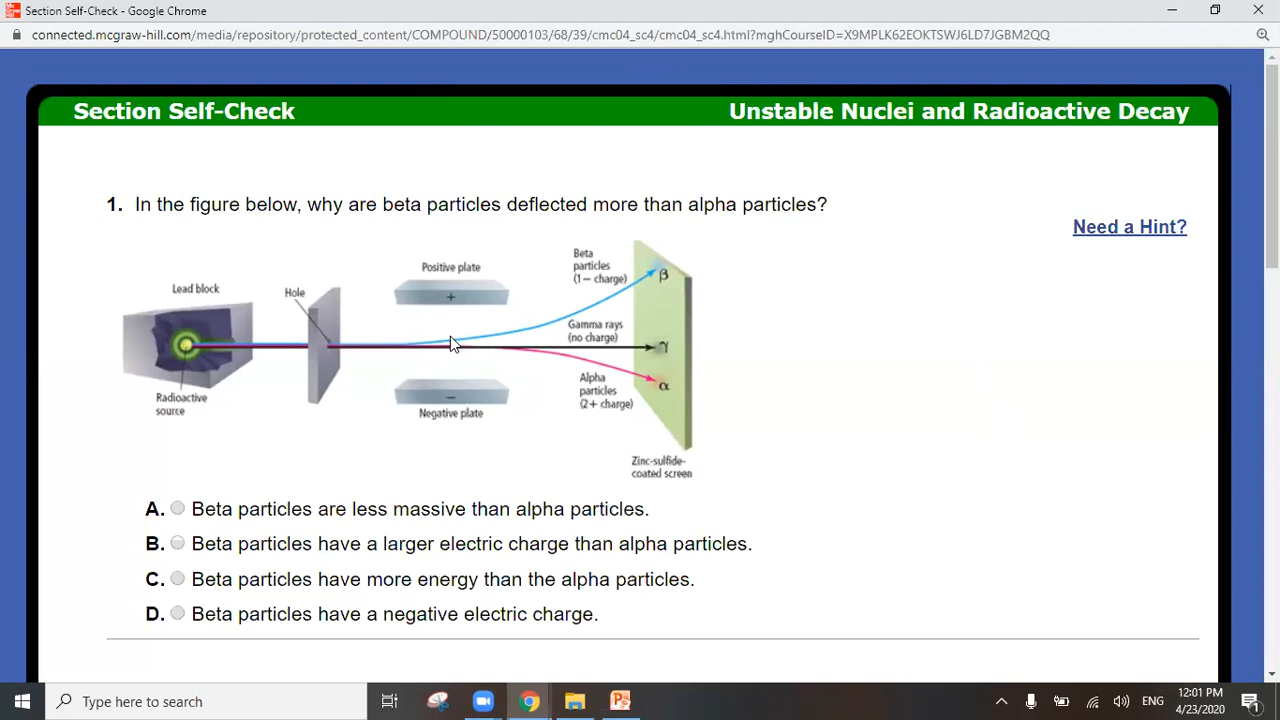 Section Self-Check - Google Chrome
connected.mcgraw-hill.com/media/repository/protected_content/COMPOUND/50000103/68/39/cmc04_sc4/cmc04_sc4.html?mghCourseID=X9MPLK62EOKTSWJ6LD7JGBM2QQ
Section Self-Check
Unstable Nuclei and Radioactive Decay
1. In the figure below, why are beta particles deflected more than alpha particles?
Need a Hint?
Lead block
Hole
Positive plate
+
Beta
particles
(1− charge)
β
Gamma rays
(no charge)
γ
Alpha
particles
(2+ charge)
α
Radioactive
source
−
Negative plate
Zinc-sulfide-
coated screen
A. Beta particles are less massive than alpha particles.
B. Beta particles have a larger electric charge than alpha particles.
C. Beta particles have more energy than the alpha particles.
D. Beta particles have a negative electric charge.
Type here to search
ENG
12:01 PM
4/23/2020
1